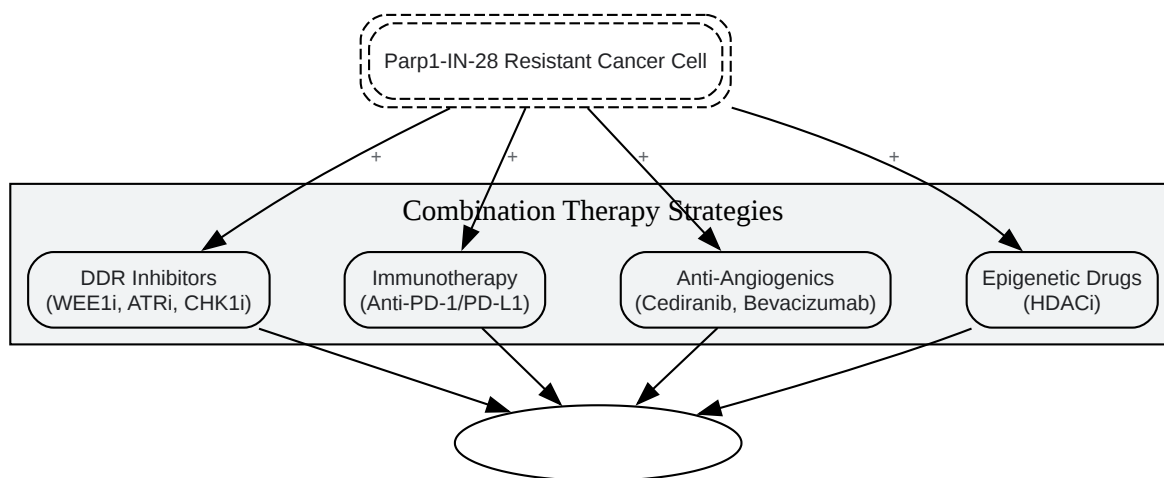 Parp1-IN-28 Resistant Cancer Cell
+ + + +
Combination Therapy Strategies
DDR Inhibitors
(WEE1i, ATRi, CHK1i)
Immunotherapy
(Anti-PD-1/PD-L1)
Anti-Angiogenics
(Cediranib, Bevacizumab)
Epigenetic Drugs
(HDACi)